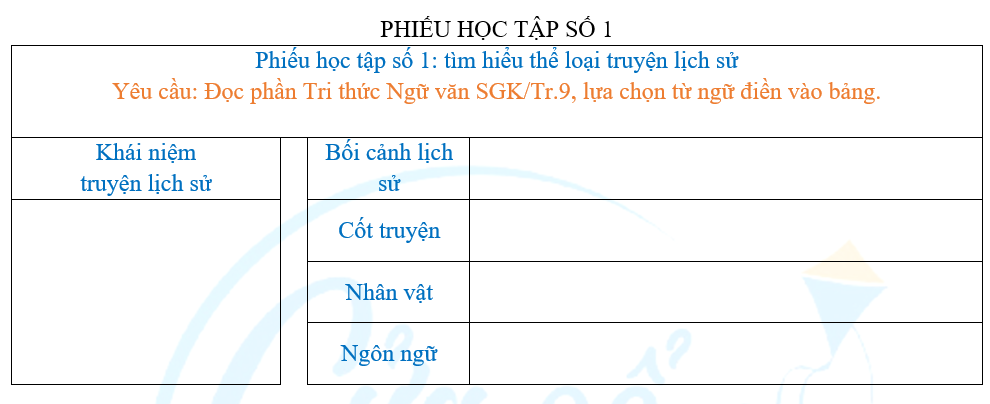 PHIẾU HỌC TẬP SỐ 1
Phiếu học tập số 1: tìm hiểu thể loại truyện lịch sử
Yêu cầu: Đọc phần Tri thức Ngữ văn SGK/Tr.9, lựa chọn từ ngữ điền vào bảng.
Khái niệm
truyện lịch sử
Bối cảnh lịch
sử
Cốt truyện
Nhân vật
Ngôn ngữ